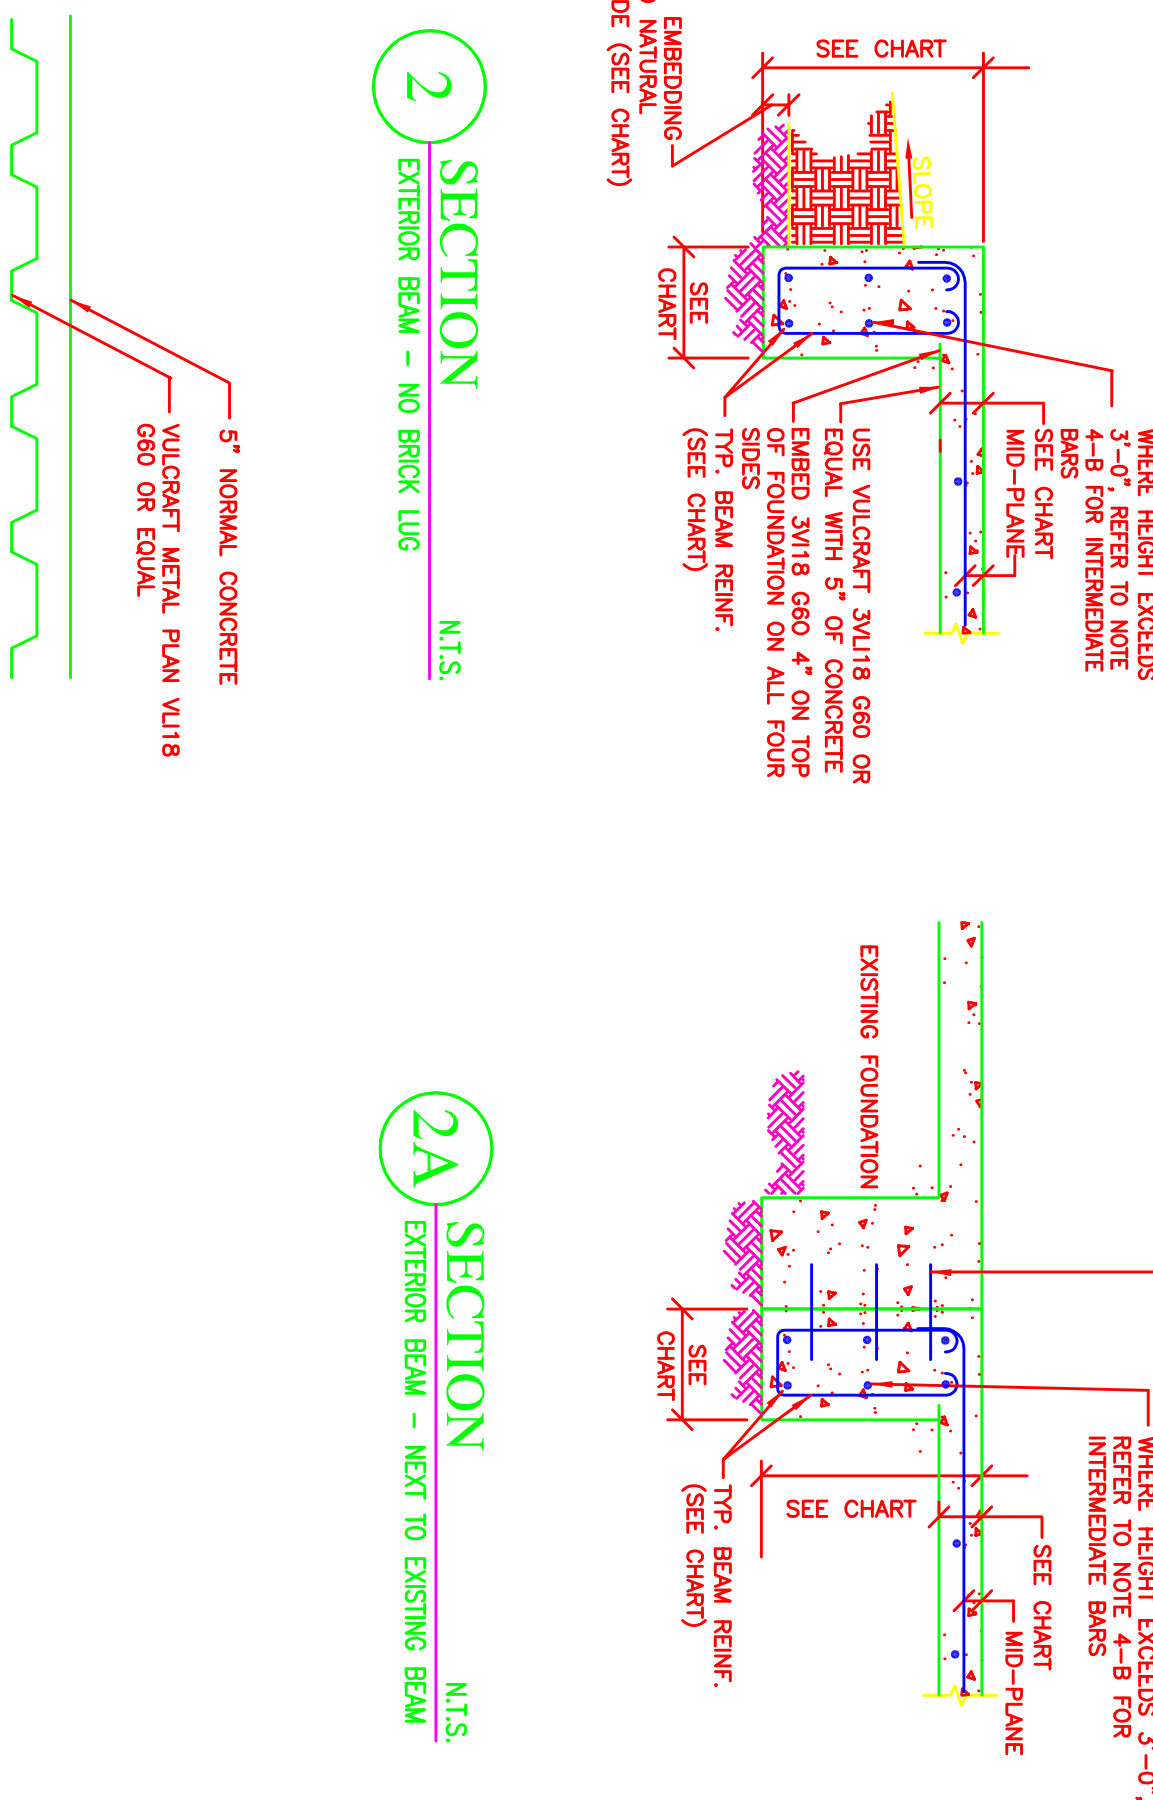 WHERE HEIGHT EXCEEDS
3'-0", REFER TO NOTE
4-B FOR INTERMEDIATE
BARS
SEE CHART
MID-PLANE
SEE CHART
SLOPE
EMBEDDING
NATURAL
(SEE CHART)
SEE
CHART
USE VULCRAFT 3VLI18 G60 OR
EQUAL WITH 5" OF CONCRETE
EMBED 3VI18 G60 4" ON TOP
OF FOUNDATION ON ALL FOUR
SIDES
TYP. BEAM REINF.
(SEE CHART)
2
SECTION
N.T.S.
EXTERIOR BEAM - NO BRICK LUG
5" NORMAL CONCRETE
VULCRAFT METAL PLAN VLI18
G60 OR EQUAL
WHERE HEIGHT EXCEEDS 3'-0",
REFER TO NOTE 4-B FOR
INTERMEDIATE BARS
SEE CHART
MID-PLANE
EXISTING FOUNDATION
SEE CHART
SEE
CHART
TYP. BEAM REINF.
(SEE CHART)
2A
SECTION
N.T.S.
EXTERIOR BEAM - NEXT TO EXISTING BEAM